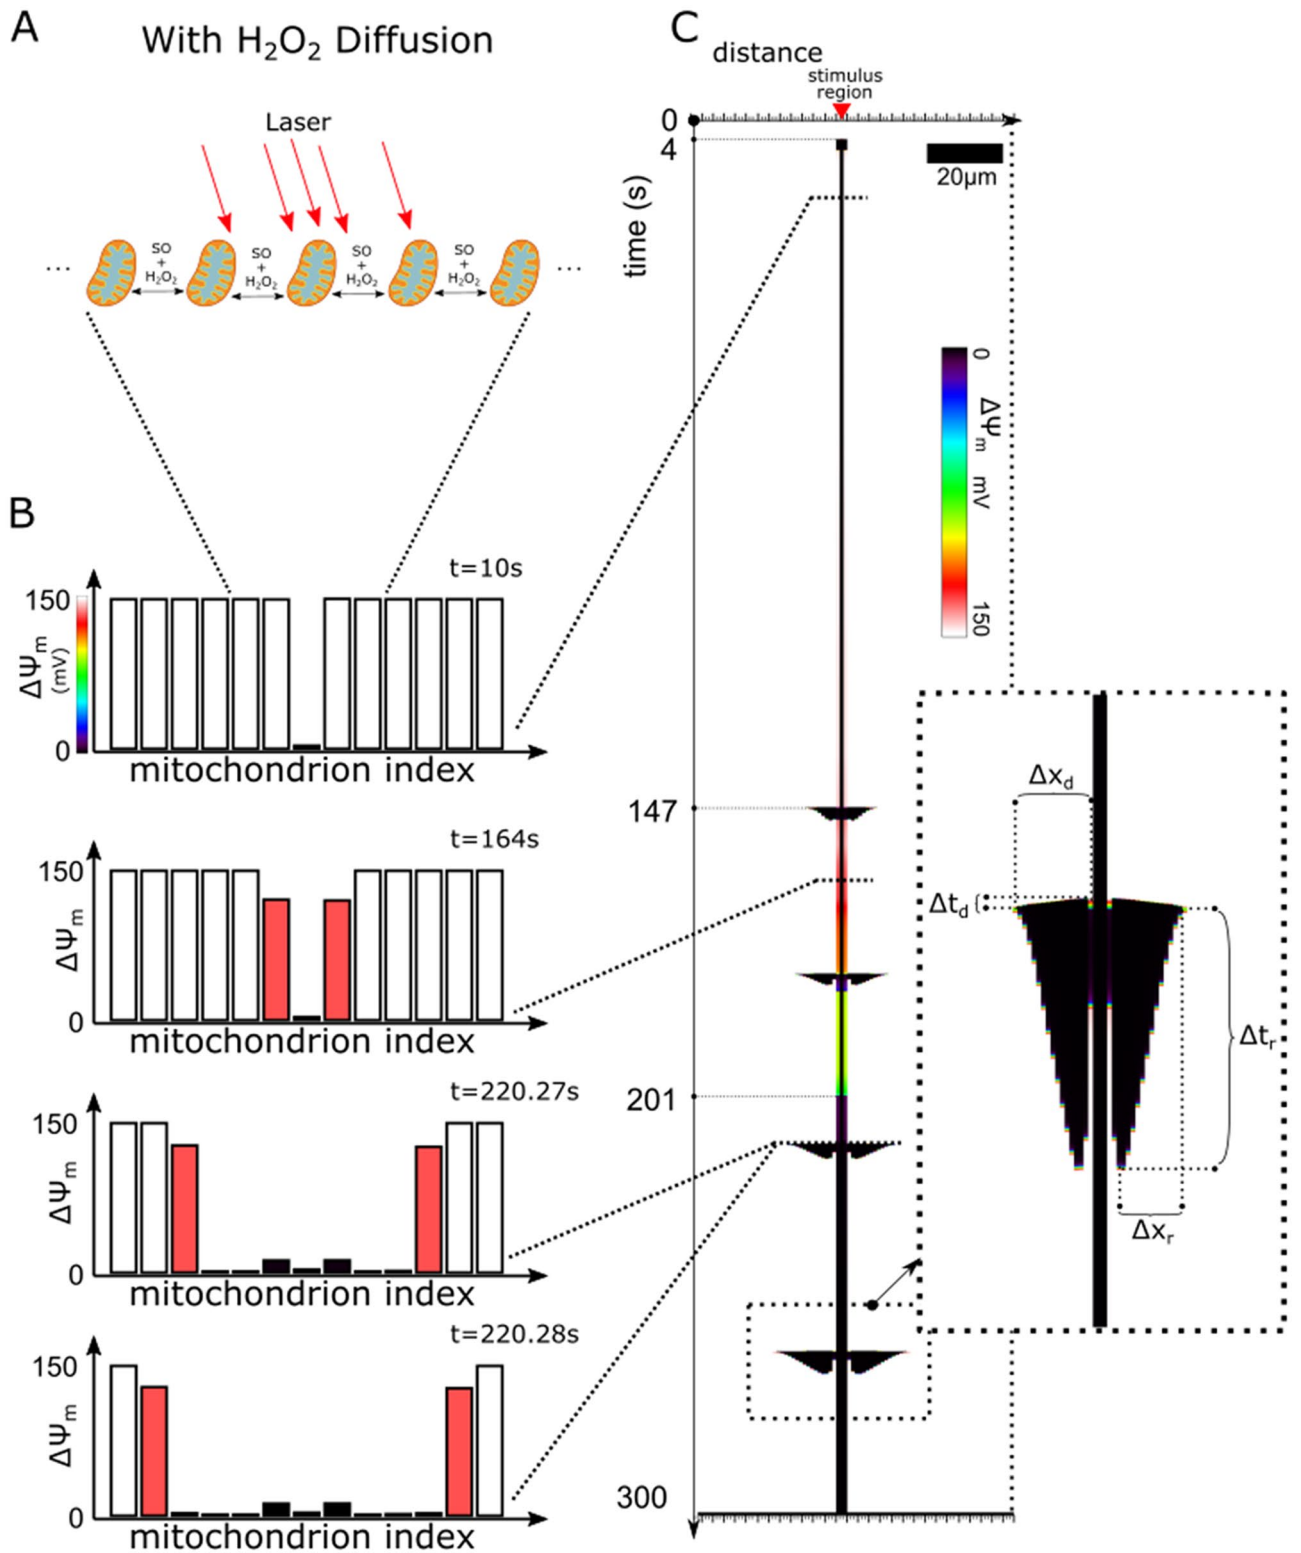 A
With H₂O₂ Diffusion
Laser
...
SO
+
H₂O₂
SO
+
H₂O₂
SO
+
H₂O₂
SO
+
H₂O₂
...
B
t=10s
150
ΔΨm
(mV)
0
mitochondrion index
t=164s
150
ΔΨm
0
mitochondrion index
t=220.27s
150
ΔΨm
0
mitochondrion index
t=220.28s
150
ΔΨm
0
mitochondrion index
C
distance
stimulus
region
0
4
time (s)
20μm
0
ΔΨm mV
150
147
201
300
Δxd
Δtd
Δtr
Δxr